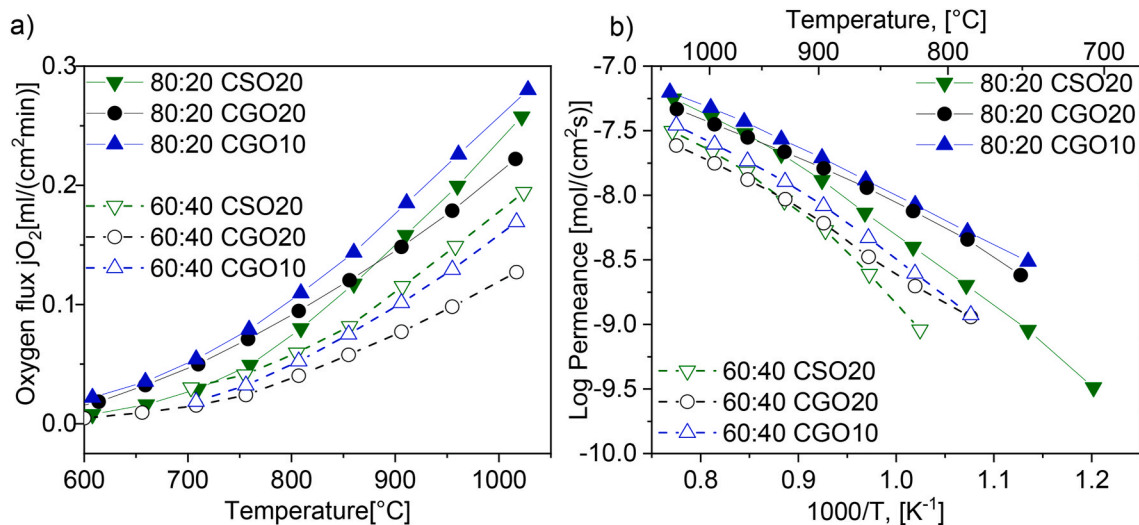 a)
Oxygen flux jO₂[ml/(cm²min)]
0.3
0.2
0.1
0.0
80:20 CSO20
80:20 CGO20
80:20 CGO10
60:40 CSO20
60:40 CGO20
60:40 CGO10
600 700 800 900 1000
Temperature[°C]
b)
Temperature, [°C]
1000 900 800 700
Log Permeance [mol/(cm²s)]
-7.0
-7.5
-8.0
-8.5
-9.0
-9.5
-10.0
80:20 CSO20
80:20 CGO20
80:20 CGO10
60:40 CSO20
60:40 CGO20
60:40 CGO10
0.8 0.9 1.0 1.1 1.2
1000/T, [K⁻¹]